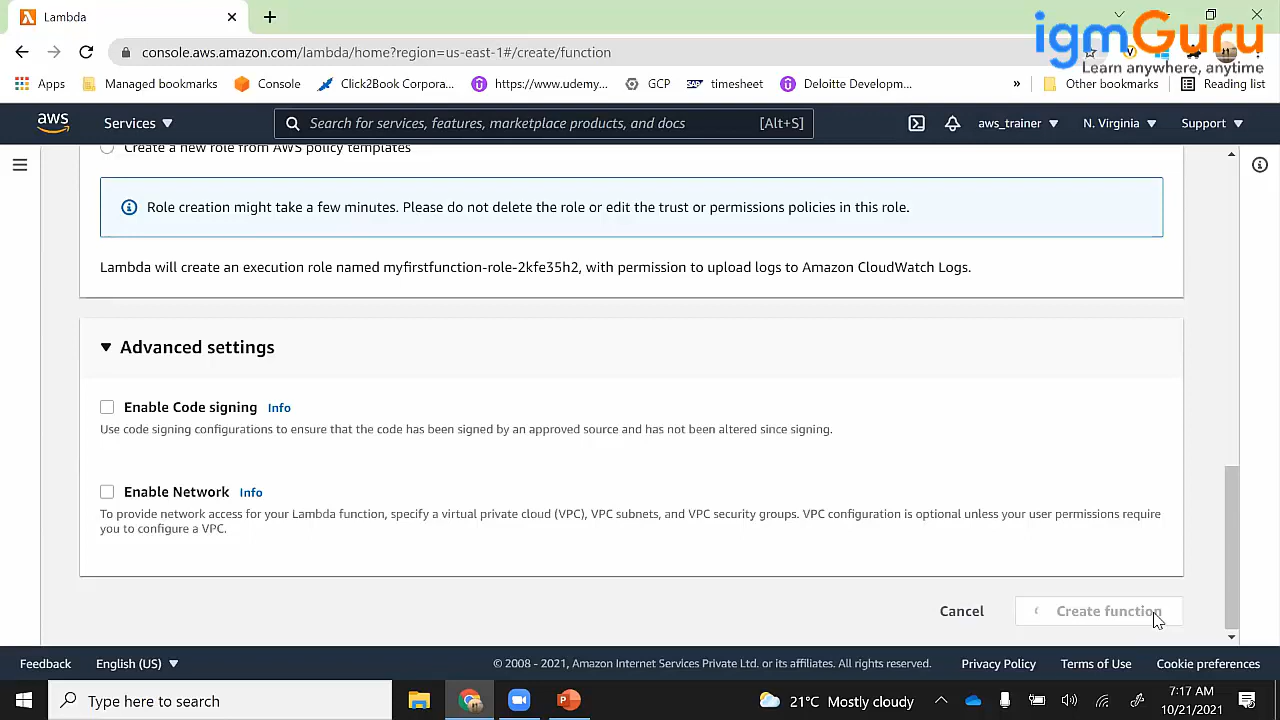 Lambda
igmGuru
Learn anywhere, anytime
console.aws.amazon.com/lambda/home?region=us-east-1#/create/function
Apps
Managed bookmarks
Console
Click2Book Corpora...
https://www.udemy...
GCP
timesheet
Deloitte Developm...
»
Other bookmarks
Reading list
aws
Services
Search for services, features, marketplace products, and docs
[Alt+S]
aws_trainer
N. Virginia
Support
Create a new role from AWS policy templates
Role creation might take a few minutes. Please do not delete the role or edit the trust or permissions policies in this role.
Lambda will create an execution role named myfirstfunction-role-2kfe35h2, with permission to upload logs to Amazon CloudWatch Logs.
Advanced settings
Enable Code signing Info
Use code signing configurations to ensure that the code has been signed by an approved source and has not been altered since signing.
Enable Network Info
To provide network access for your Lambda function, specify a virtual private cloud (VPC), VPC subnets, and VPC security groups. VPC configuration is optional unless your user permissions require
you to configure a VPC.
Cancel
Create function
Feedback
English (US)
© 2008 - 2021, Amazon Internet Services Private Ltd. or its affiliates. All rights reserved.
Privacy Policy
Terms of Use
Cookie preferences
Type here to search
21°C Mostly cloudy
7:17 AM
10/21/2021